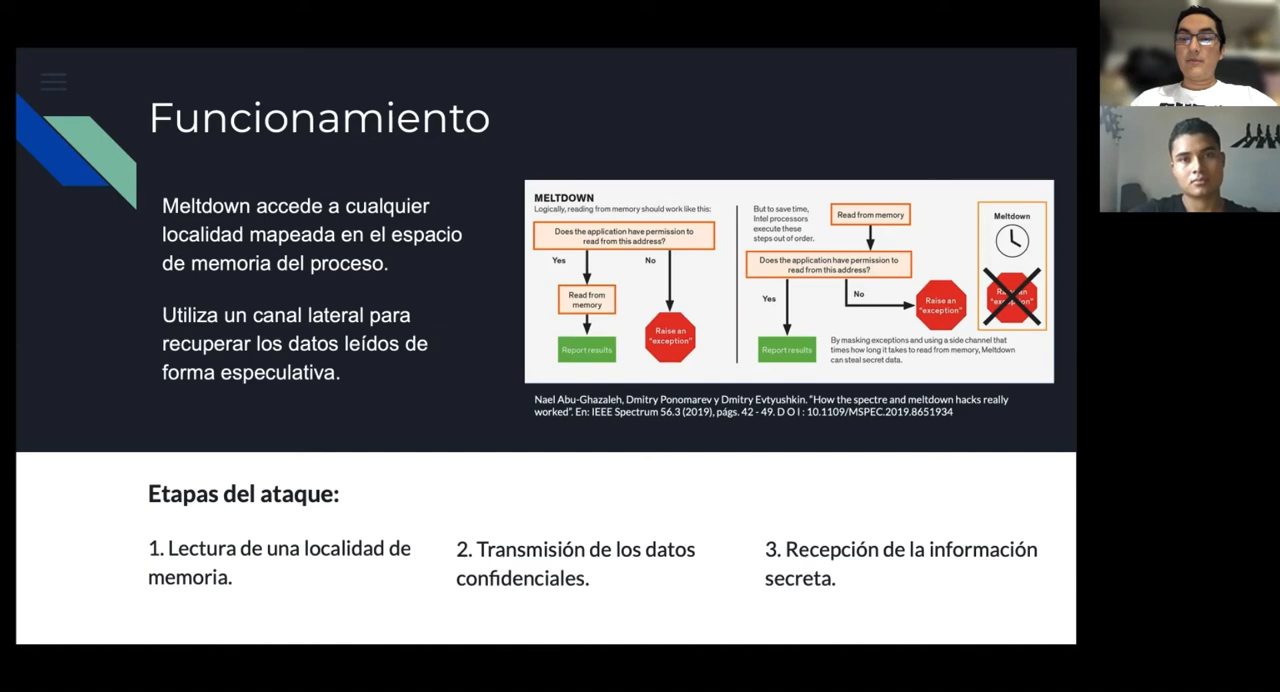 Funcionamiento
Meltdown accede a cualquier
localidad mapeada en el espacio
de memoria del proceso.
Utiliza un canal lateral para
recuperar los datos leídos de
forma especulativa.
MELTDOWN
Logically, reading from memory should work like this:
Does the application have permission to
read from this address?
Yes
No
Read from
memory
Report results
Raise an
“exception”
But to save time,
Intel processors
execute these
steps out of order.
Read from memory
Does the application have permission to
read from this address?
Yes
No
Report results
Raise an
“exception”
By masking exceptions and using a side channel that
times how long it takes to read from memory, Meltdown
can steal secret data.
Meltdown
Nael Abu-Ghazaleh, Dmitry Ponomarev y Dmitry Evtyushkin. “How the spectre and meltdown hacks really
worked”. En: IEEE Spectrum 56.3 (2019), págs. 42 - 49. D O I : 10.1109/MSPEC.2019.8651934
Etapas del ataque:
1. Lectura de una localidad de
memoria.
2. Transmisión de los datos
confidenciales.
3. Recepción de la información
secreta.